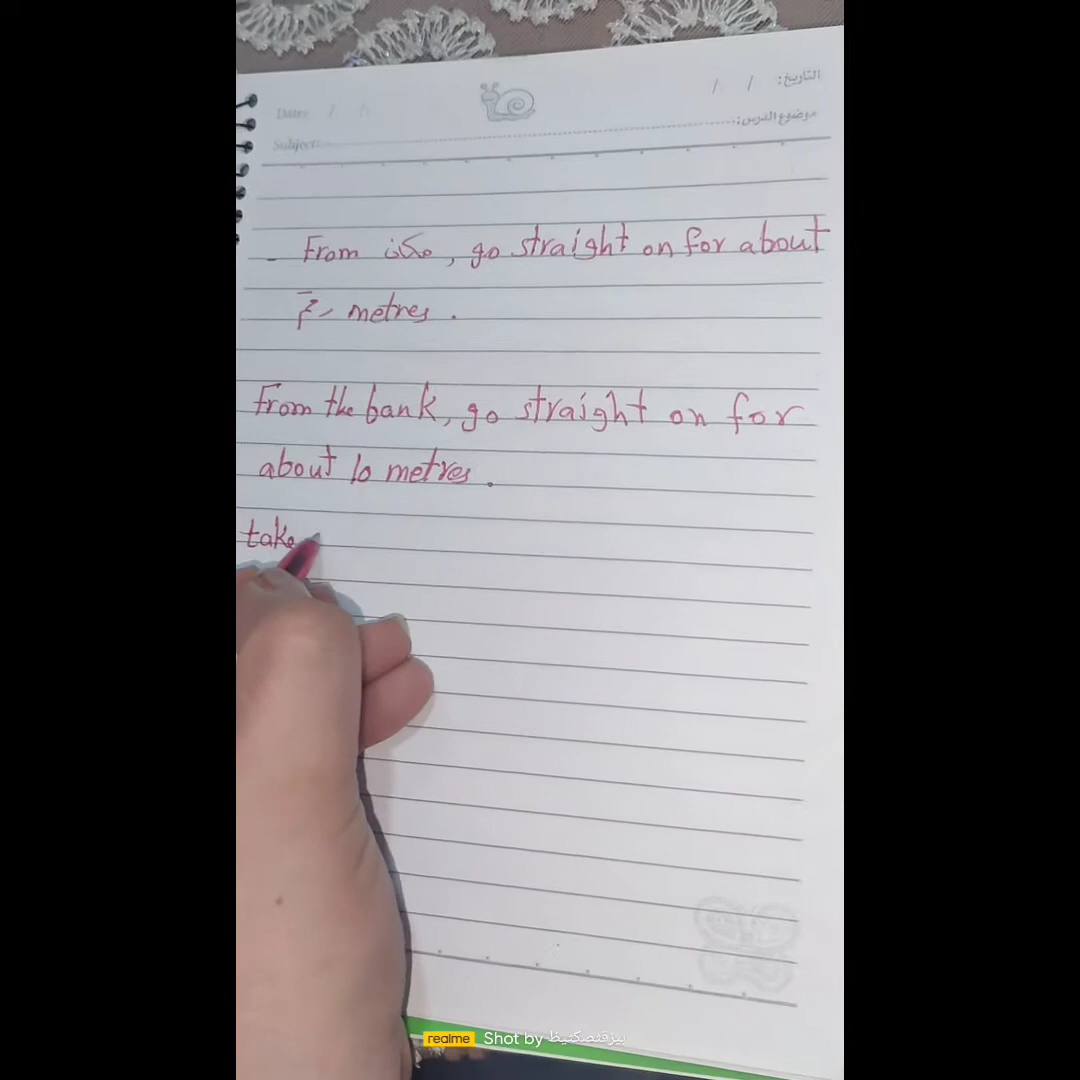 التاريخ: / /
Date: / /
موضوع الدرس:
Subject:
- From مكان, go straight on for about
metres.
From the bank, go straight on for
about 10 metres.
take
realme Shot by